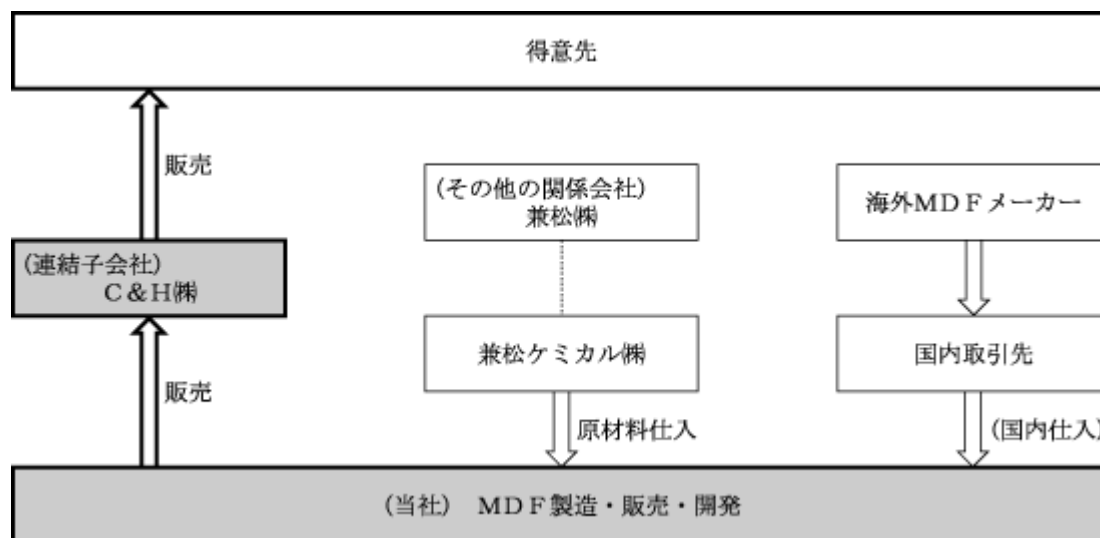 得意先
販売
(その他の関係会社)
兼松㈱
海外MDFメーカー
(連結子会社)
C&H㈱
兼松ケミカル㈱
国内取引先
販売
原材料仕入
(国内仕入)
(当社) MDF製造・販売・開発